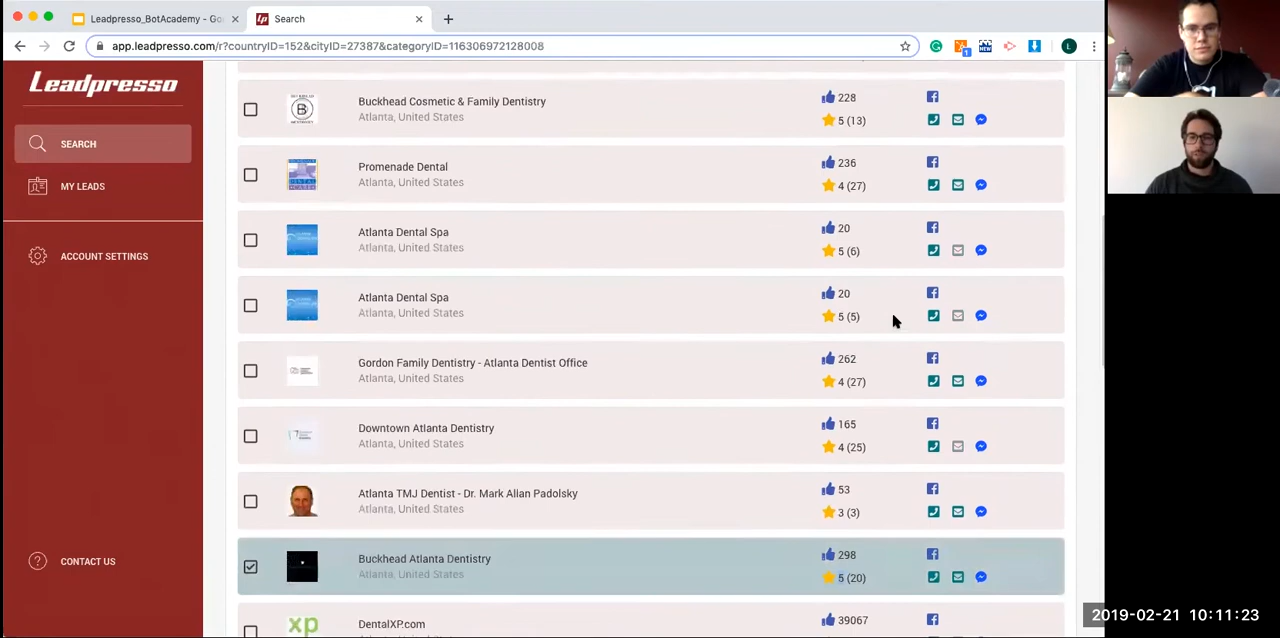 Leadpresso_BotAcademy - Go
Search
app.leadpresso.com/r?countryID=152&cityID=27387&categoryID=116306972128008
NEW
1
L
Leadpresso
SEARCH
MY LEADS
ACCOUNT SETTINGS
CONTACT US
Buckhead Cosmetic & Family Dentistry
Atlanta, United States
228
5 (13)
Promenade Dental
Atlanta, United States
236
4 (27)
Atlanta Dental Spa
Atlanta, United States
20
5 (6)
Atlanta Dental Spa
Atlanta, United States
20
5 (5)
Gordon Family Dentistry - Atlanta Dentist Office
Atlanta, United States
262
4 (27)
Downtown Atlanta Dentistry
Atlanta, United States
165
4 (25)
Atlanta TMJ Dentist - Dr. Mark Alian Padolsky
Atlanta, United States
53
3 (3)
Buckhead Atlanta Dentistry
Atlanta, United States
298
5 (20)
xp
DentalXP.com
39067
2019-02-21 10:11:23